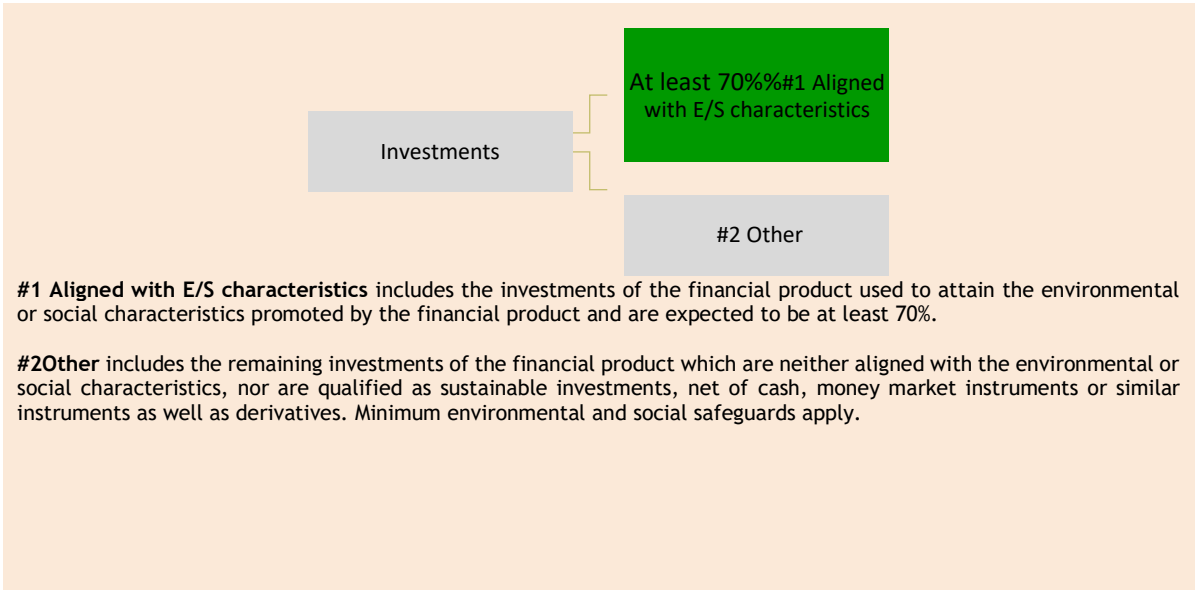 At least 70%%#1 Aligned
with E/S characteristics
Investments
#2 Other
#1 Aligned with E/S characteristics includes the investments of the financial product used to attain the environmental
or social characteristics promoted by the financial product and are expected to be at least 70%.
#2Other includes the remaining investments of the financial product which are neither aligned with the environmental or
social characteristics, nor are qualified as sustainable investments, net of cash, money market instruments or similar
instruments as well as derivatives. Minimum environmental and social safeguards apply.